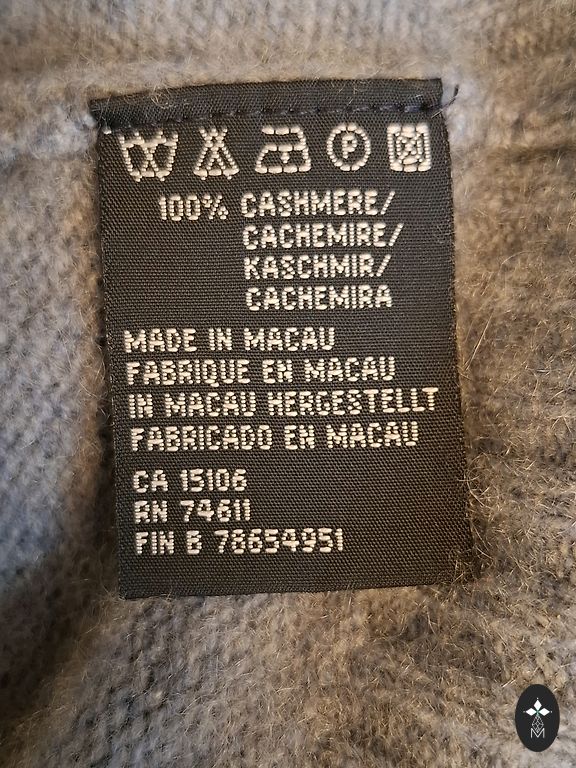 P
100% CASHMERE/
CACHEMIRE/
KASCHMIR/
CACHEMIRA
MADE IN MACAU
FABRIQUE EN MACAU
IN MACAU HERGESTELLT
FABRICADO EN MACAU
CA 15106
RN 74611
FIN B 78654951
M